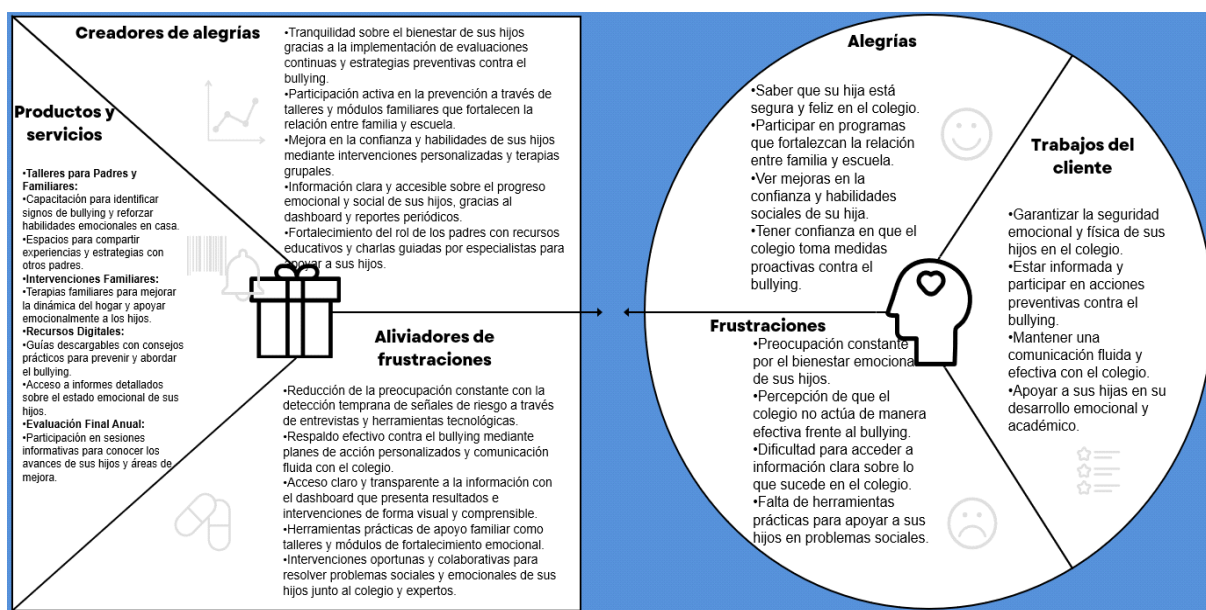 Creadores de alegrías
•Tranquilidad sobre el bienestar de sus hijos
gracias a la implementación de evaluaciones
continuas y estrategias preventivas contra el
bullying.
•Participación activa en la prevención a través de
talleres y módulos familiares que fortalecen la
relación entre familia y escuela.
•Mejora en la confianza y habilidades de sus hijos
mediante intervenciones personalizadas y terapias
grupales.
•Información clara y accesible sobre el progreso
emocional y social de sus hijos, gracias al
dashboard y reportes periódicos.
•Fortalecimiento del rol de los padres con recursos
educativos y charlas guiadas por especialistas para
apoyar a sus hijos.
Productos y
servicios
•Talleres para Padres y
Familiares:
•Capacitación para identificar
signos de bullying y reforzar
habilidades emocionales en casa.
•Espacios para compartir
experiencias y estrategias con
otros padres.
•Intervenciones Familiares:
•Terapias familiares para mejorar
la dinámica del hogar y apoyar
emocionalmente a los hijos.
•Recursos Digitales:
•Guías descargables con consejos
prácticos para prevenir y abordar
el bullying.
•Acceso a informes detallados
sobre el estado emocional de sus
hijos.
•Evaluación Final Anual:
•Participación en sesiones
informativas para conocer los
avances de sus hijos y áreas de
mejora.
Aliviadores de
frustraciones
•Reducción de la preocupación constante con la
detección temprana de señales de riesgo a través
de entrevistas y herramientas tecnológicas.
•Respaldo efectivo contra el bullying mediante
planes de acción personalizados y comunicación
fluida con el colegio.
•Acceso claro y transparente a la información con
el dashboard que presenta resultados e
intervenciones de forma visual y comprensible.
•Herramientas prácticas de apoyo familiar como
talleres y módulos de fortalecimiento emocional.
•Intervenciones oportunas y colaborativas para
resolver problemas sociales y emocionales de sus
hijos junto al colegio y expertos.
Alegrías
•Saber que su hija está
segura y feliz en el colegio.
•Participar en programas
que fortalezcan la relación
entre familia y escuela.
•Ver mejoras en la
confianza y habilidades
sociales de su hija.
•Tener confianza en que el
colegio toma medidas
proactivas contra el
bullying.
Frustraciones
•Preocupación constante
por el bienestar emocional
de sus hijos.
•Percepción de que el
colegio no actúa de manera
efectiva frente al bullying.
•Dificultad para acceder a
información clara sobre lo
que sucede en el colegio.
•Falta de herramientas
prácticas para apoyar a sus
hijos en problemas sociales.
Trabajos del
cliente
•Garantizar la seguridad
emocional y física de sus
hijos en el colegio.
•Estar informada y
participar en acciones
preventivas contra el
bullying.
•Mantener una
comunicación fluida y
efectiva con el colegio.
•Apoyar a sus hijas en su
desarrollo emocional y
académico.